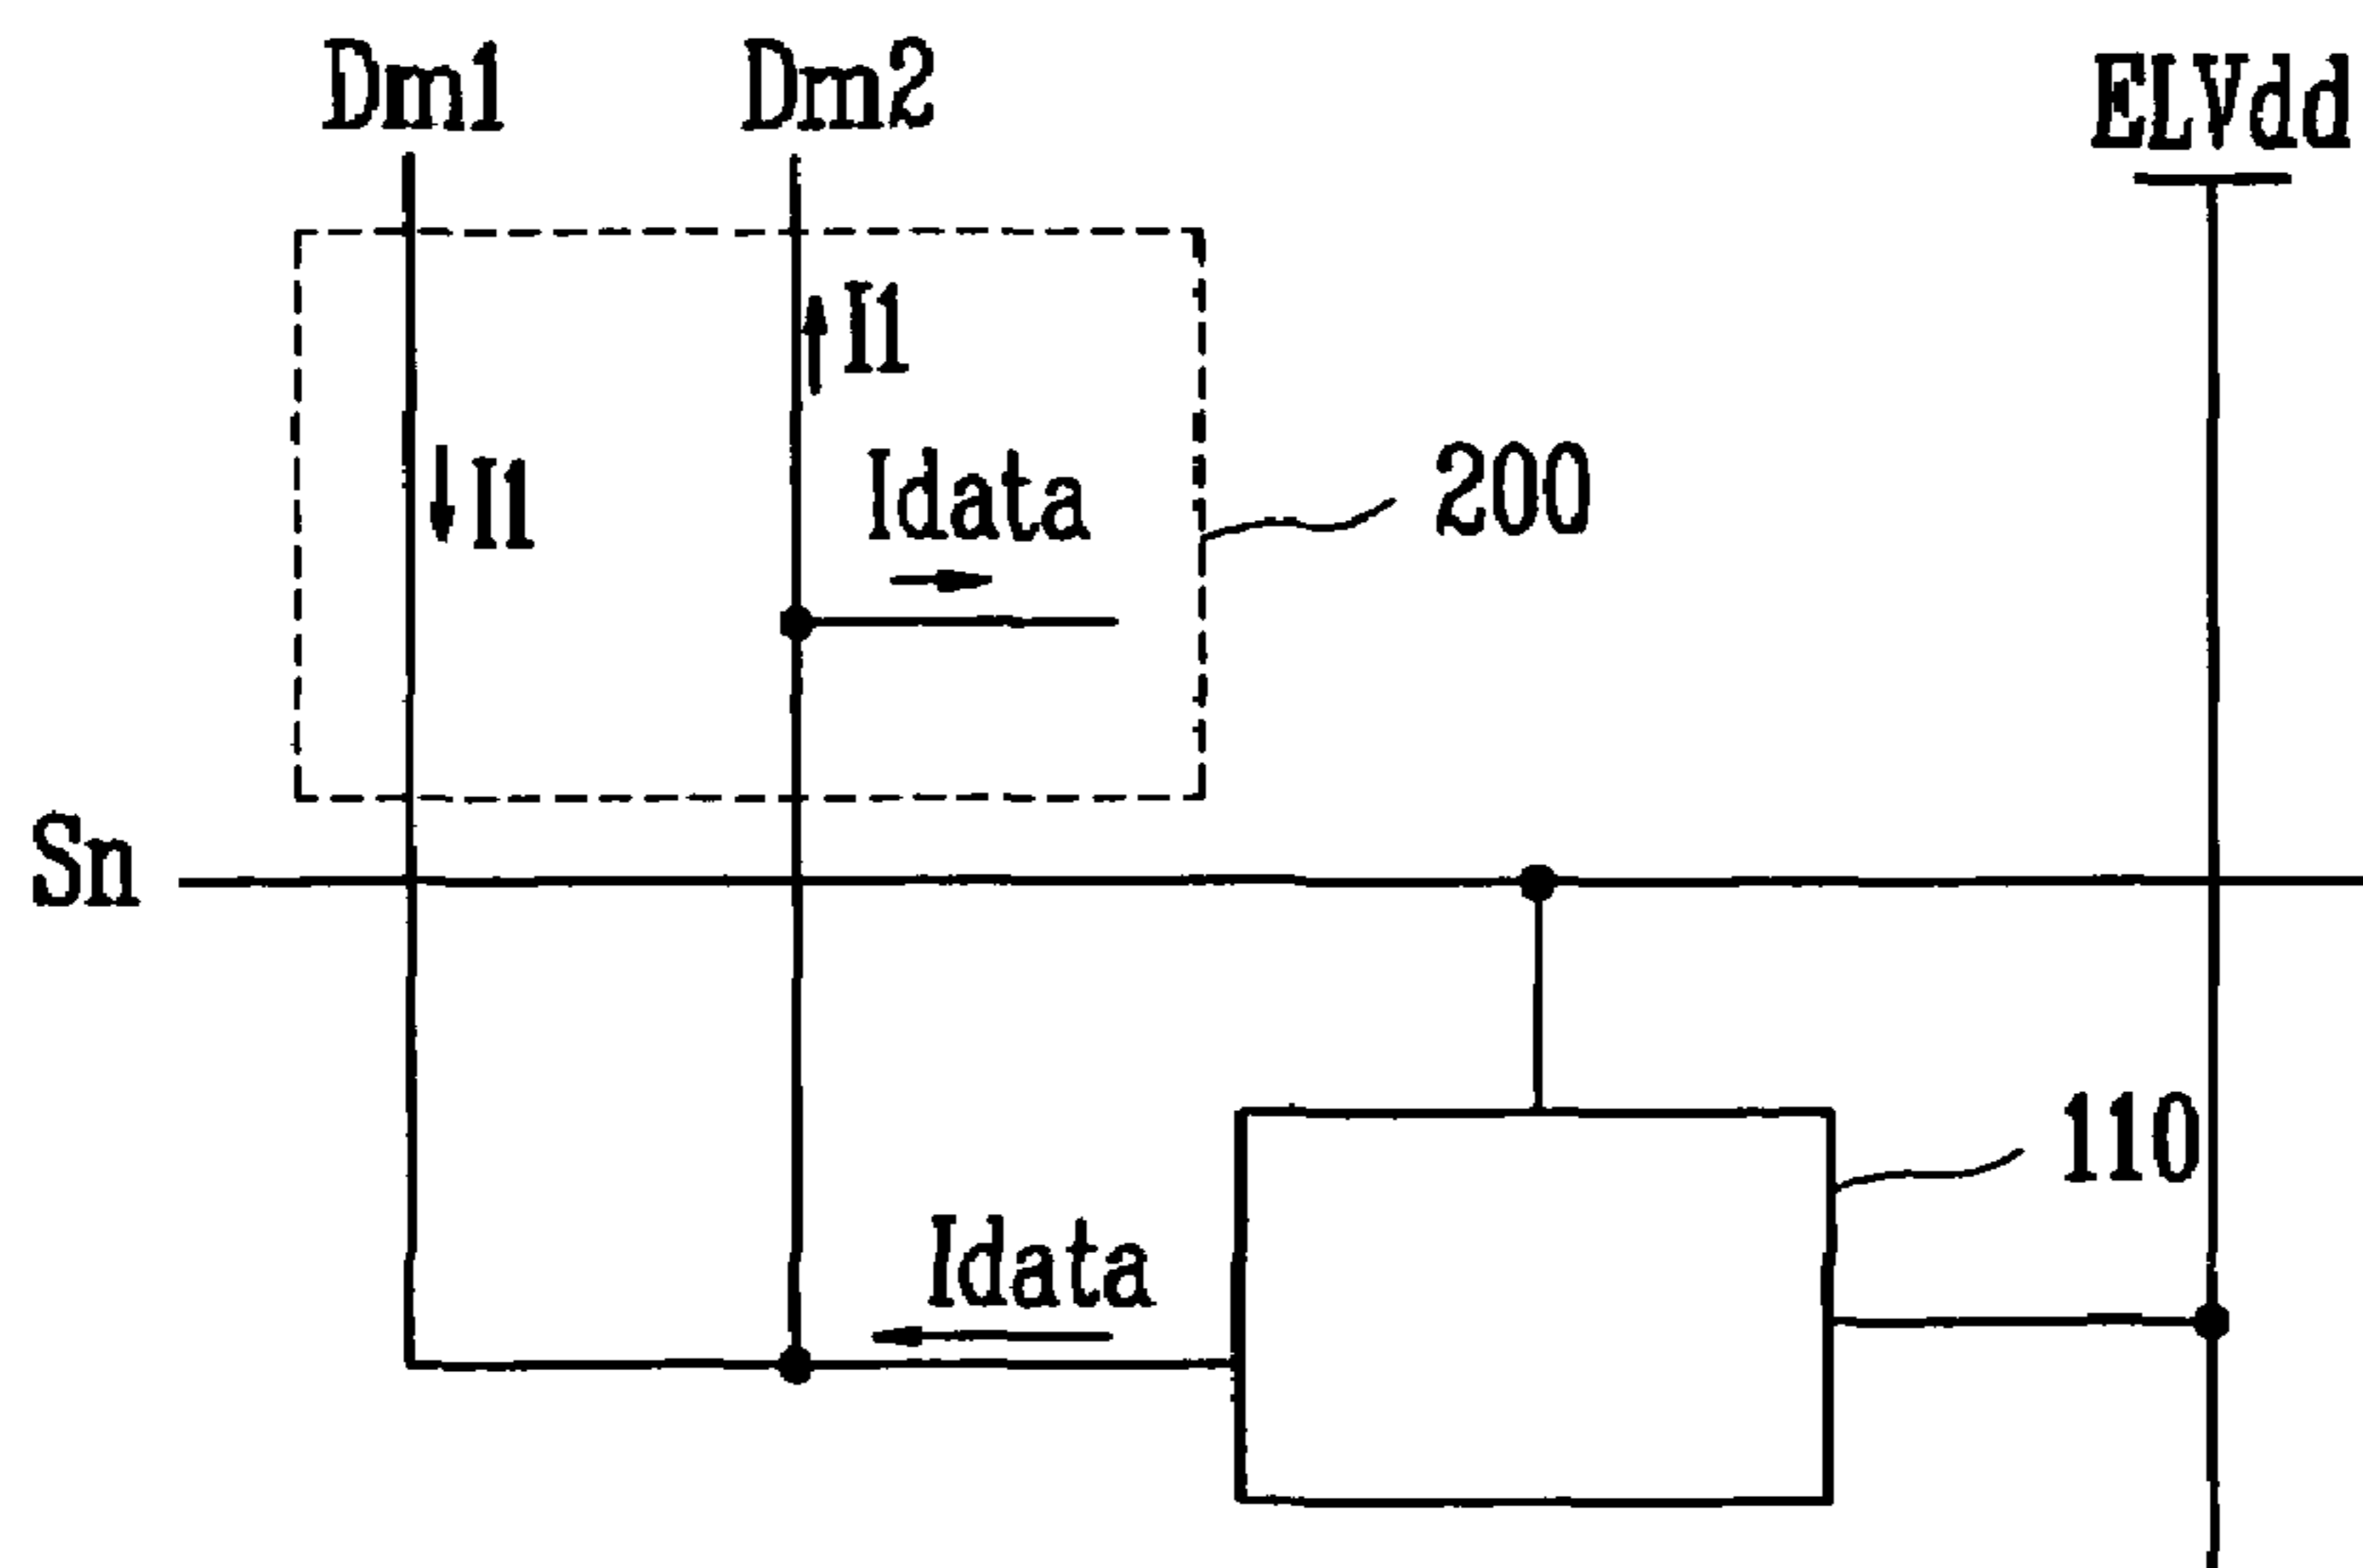 Dm1 Dm2 ELVdd
I1
I1
Idata
200
Sn
110
Idata